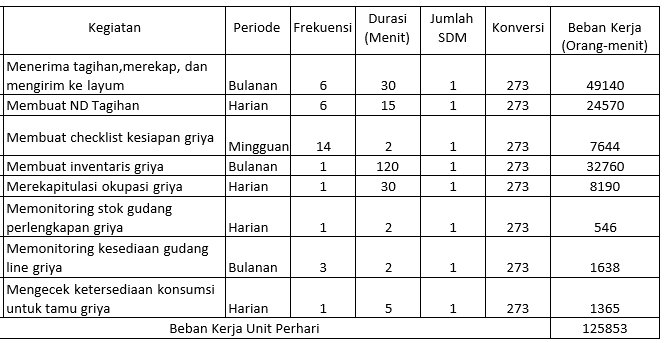 Kegiatan Periode Frekuensi Durasi (Menit) Jumlah SDM Konversi Beban Kerja (Orang-menit)
Menerima tagihan,merekap, dan
mengirim ke layum Bulanan 6 30 1 273 49140
Membuat ND Tagihan Harian 6 15 1 273 24570
Membuat checklist kesiapan griya Mingguan 14 2 1 273 7644
Membuat inventaris griya Bulanan 1 120 1 273 32760
Merekapitulasi okupasi griya Harian 1 30 1 273 8190
Memonitoring stok gudang
perlengkapan griya Harian 1 2 1 273 546
Memonitoring kesediaan gudang
line griya Bulanan 3 2 1 273 1638
Mengecek ketersediaan konsumsi
untuk tamu griya Harian 1 5 1 273 1365
Beban Kerja Unit Perhari 125853